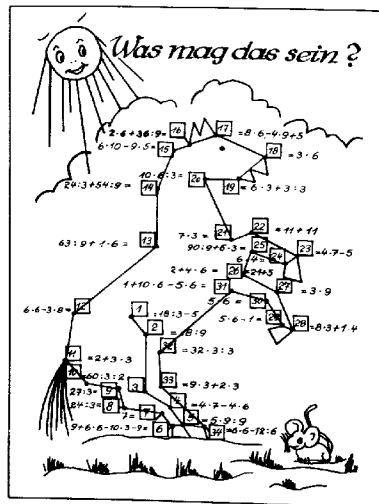 Was mag das sein?
2·6+36:9= 16 17 =8·6-4·9+5
6·10-9·5= 15 18 =3·6
10·6:3= 20 19 =6·3+3:3
24:3+54:9= 14
7·3= 21 22 =11+11
63:9+1·6= 13 90:9+5·3= 25 23 =4·7-5
6·4= 24
2+4·6= 26 21+5
1+10·6-5·6= 31 27 =3·9
6·6-3·8= 12 5·6= 30
1 =18:3-5 5·6-1= 29 28 =8·3+1·4
2 =18:9
11 =2+3·3 32 =32·3:3
10 =60:3:2
27:3= 9 3 33 =9·3+2·3
24:3= 8 4 =4·7-4·6
7= 7 5 =5·9:9
9+6·6-10·3-9= 6 34 =6·6-12:6